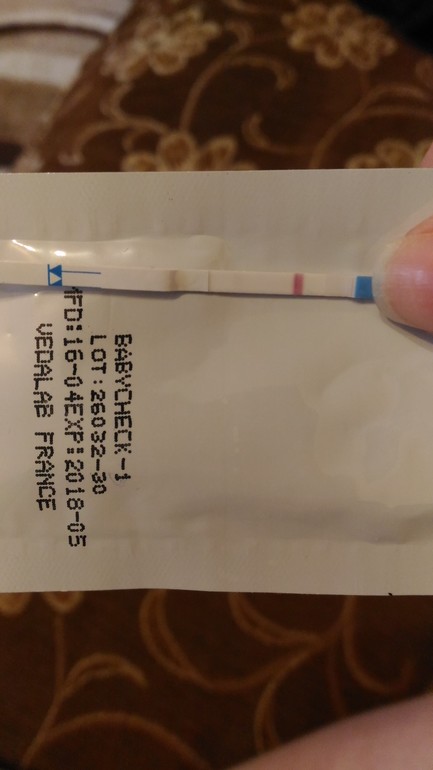 BABYCHECK-1
LOT:26032-30
MFD:16-04EXP:2018-05
VEDALAB FRANCE